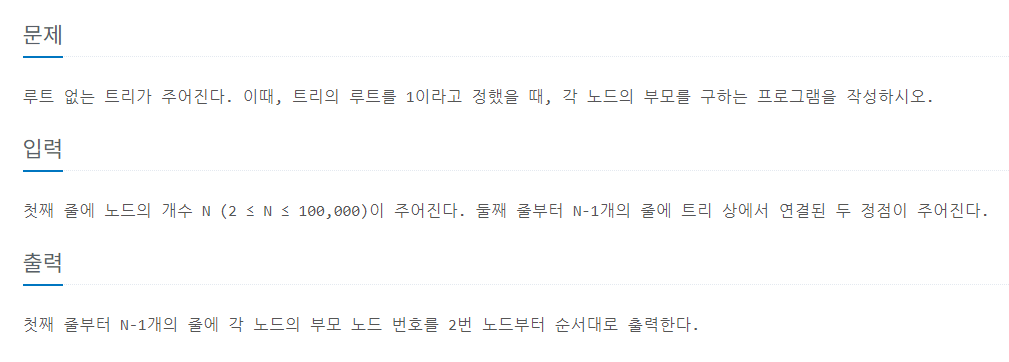 문제
루트 없는 트리가 주어진다. 이때, 트리의 루트를 1이라고 정했을 때, 각 노드의 부모를 구하는 프로그램을 작성하시오.
입력
첫째 줄에 노드의 개수 N (2 ≤ N ≤ 100,000)이 주어진다. 둘째 줄부터 N-1개의 줄에 트리 상에서 연결된 두 정점이 주어진다.
출력
첫째 줄부터 N-1개의 줄에 각 노드의 부모 노드 번호를 2번 노드부터 순서대로 출력한다.